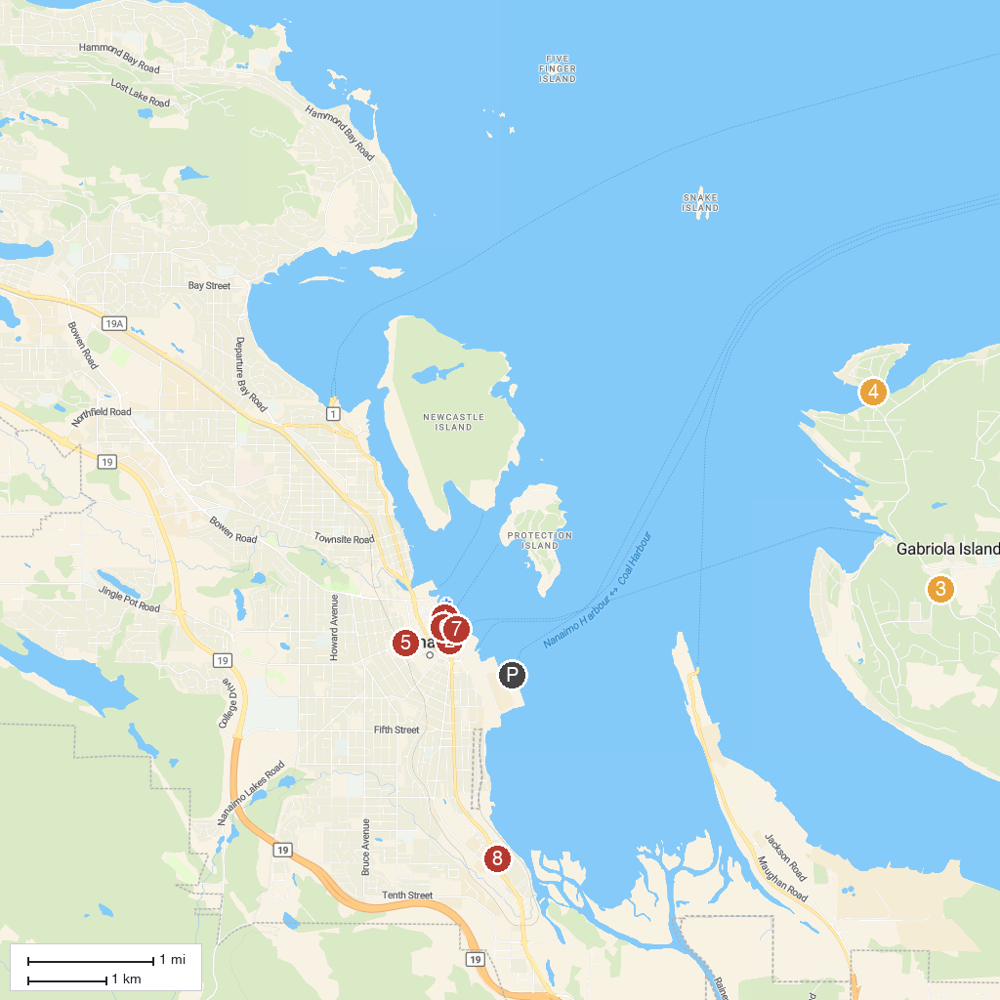 Hammond Bay Road
Lost Lake Road
Hammond Bay Road
FIVE
FINGER
ISLAND
SNAKE
ISLAND
Bay Street
19A
Bowen Road
Departure Bay Road
1
Northfield Road
19
NEWCASTLE
ISLAND
4
Bowen Road
Townsite Road
PROTECTION
ISLAND
Nanaimo Harbour ↔ Coal Harbour
Gabriola Island
3
Jingle Pot Road
Howard Avenue
7
5
19
P
College Drive
Fifth Street
Nanaimo Lakes Road
Bruce Avenue
19
8
Tenth Street
Jackson Road
Maughan Road
19
1 mi
1 km